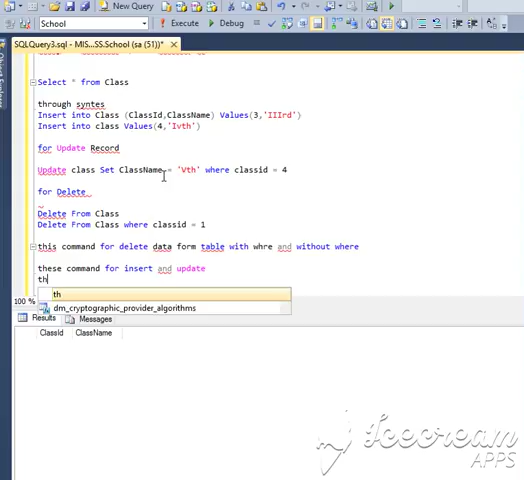 New Query
School
Execute
Debug
SQLQuery3.sql - MIS...SS.School (sa (51))*
Object Explorer
Select * from Class
through syntes
Insert into Class (ClassId,ClassName) Values(3,'IIIrd')
Insert into class Values(4,'Ivth')
for Update Record
Update class Set ClassName = 'Vth' where classid = 4
for Delete
Delete From Class
Delete From Class where classid = 1
this command for delete data form table with whre and without where
these command for insert and update
th
th
dm_cryptographic_provider_algorithms
100 %
Results
Messages
ClassId
ClassName
Icecream
APPS